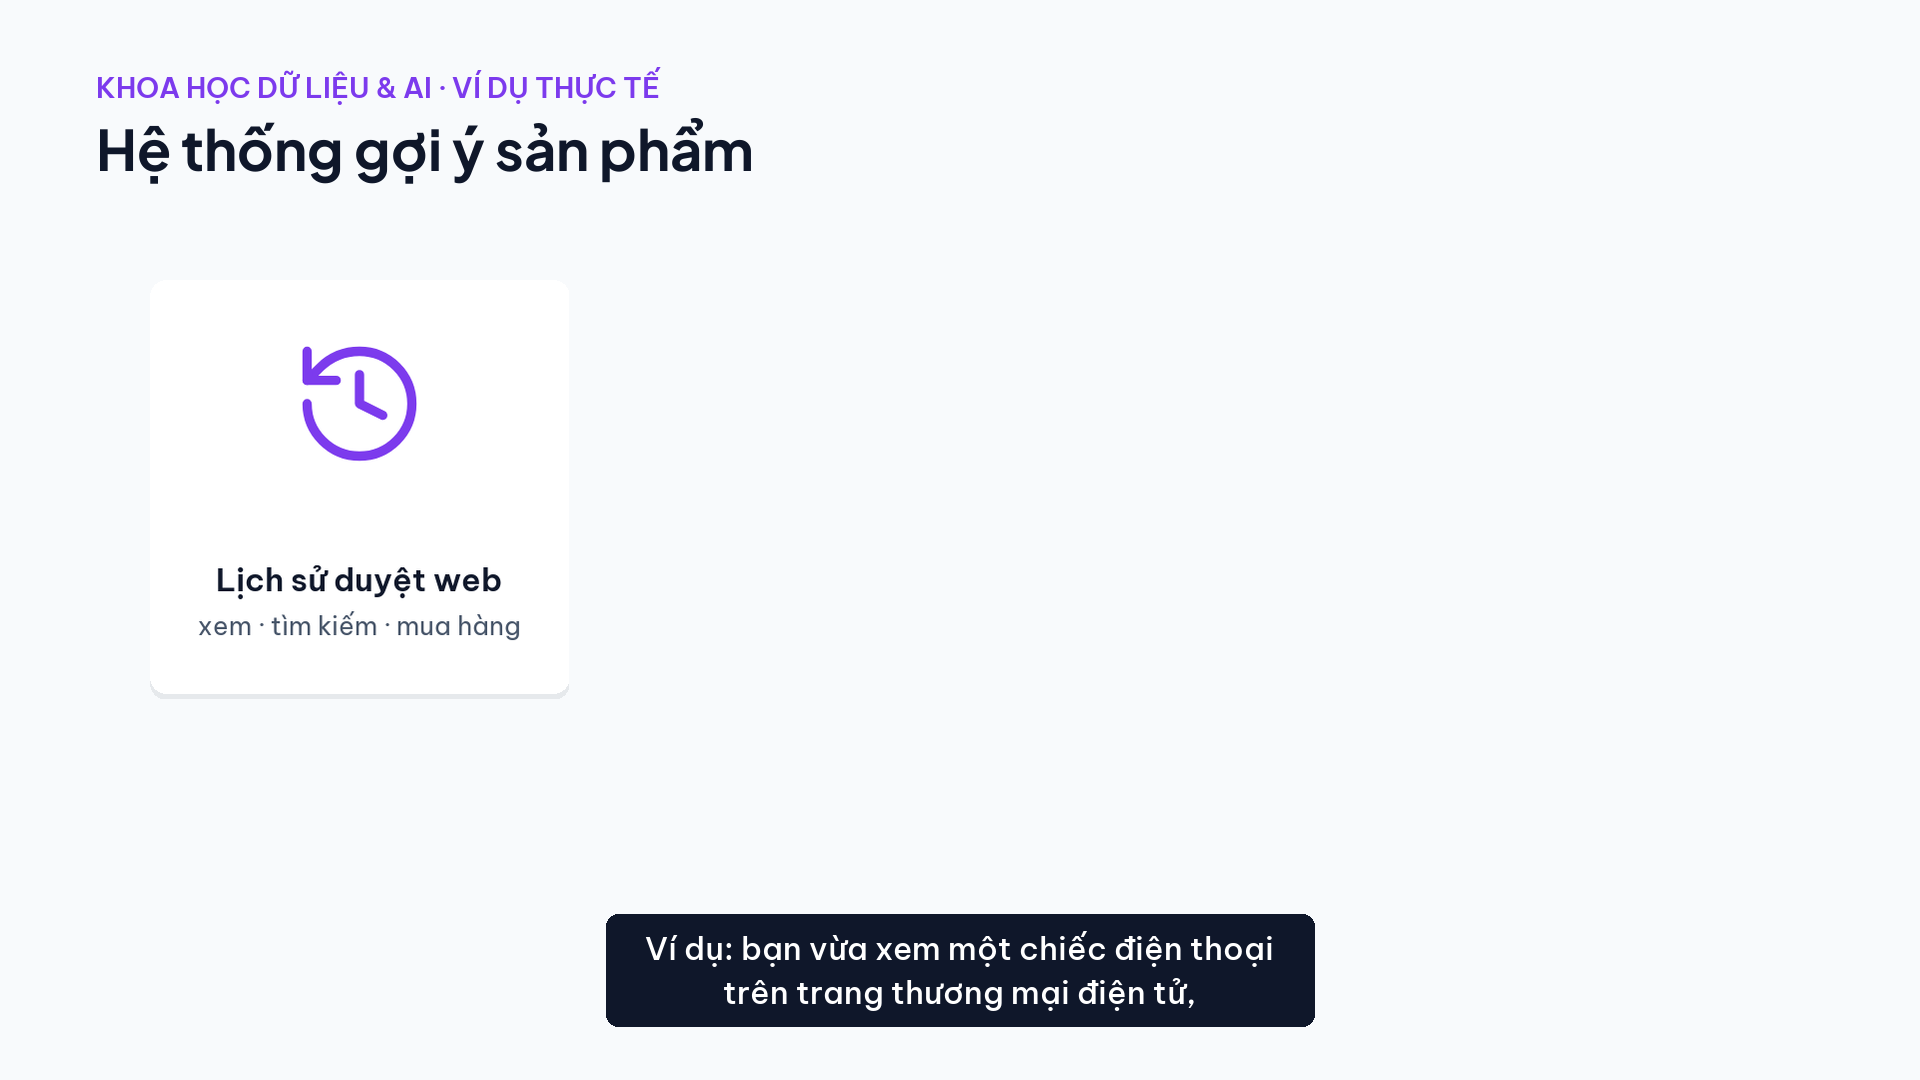 KHOA HỌC DỮ LIỆU & AI · VÍ DỤ THỰC TẾ
Hệ thống gợi ý sản phẩm
Lịch sử duyệt web
xem · tìm kiếm · mua hàng
Ví dụ: bạn vừa xem một chiếc điện thoại
trên trang thương mại điện tử,